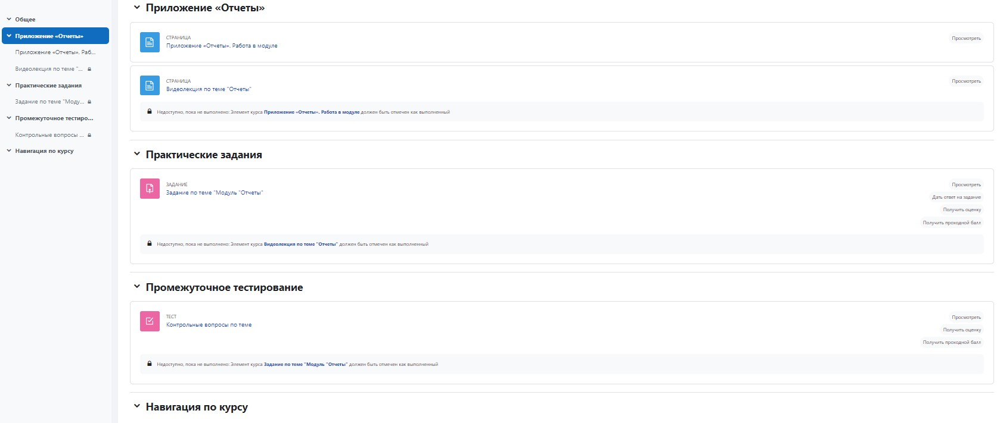 Общее
Приложение «Отчеты»
Приложение «Отчеты». Раб...
Видеолекция по теме "...
Практические задания
Задание по теме "Моду...
Промежуточное тестиро...
Контрольные вопросы ...
Навигация по курсу
Приложение «Отчеты»
СТРАНИЦА
Приложение «Отчеты». Работа в модуле
Просмотреть
СТРАНИЦА
Видеолекция по теме "Отчеты"
Просмотреть
Недоступно, пока не выполнено: Элемент курса Приложение «Отчеты». Работа в модуле должен быть отмечен как выполненный
Практические задания
ЗАДАНИЕ
Задание по теме "Модуль "Отчеты"
Просмотреть
Дать ответ на задание
Получить оценку
Получить проходной балл
Недоступно, пока не выполнено: Элемент курса Видеолекция по теме "Отчеты" должен быть отмечен как выполненный
Промежуточное тестирование
ТЕСТ
Контрольные вопросы по теме
Просмотреть
Получить оценку
Получить проходной балл
Недоступно, пока не выполнено: Элемент курса Задание по теме "Модуль "Отчеты" должен быть отмечен как выполненный
Навигация по курсу